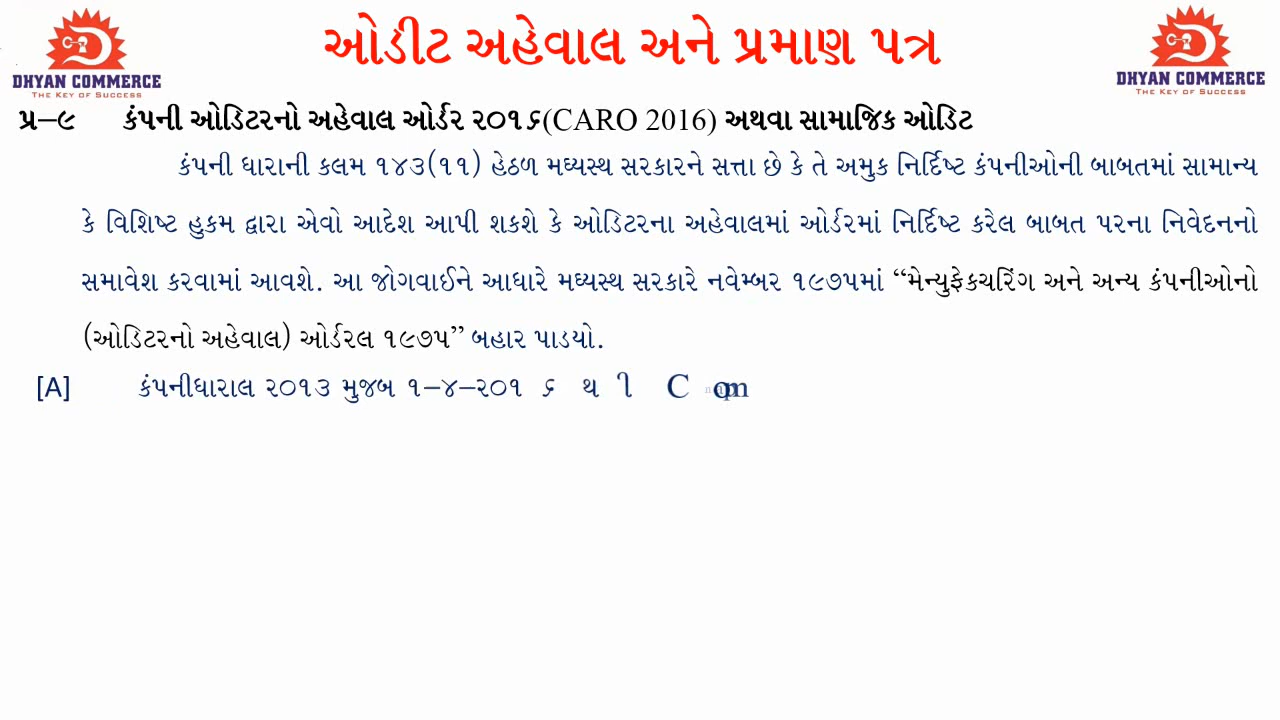 ઓડીટ અહેવાલ અને પ્રમાણ પત્ર
DHYAN COMMERCE
THE KEY OF SUCCESS
DHYAN COMMERCE
THE KEY OF SUCCESS
પ્ર–૯ કંપની ઓડિટરનો અહેવાલ ઓર્ડર ૨૦૧૬(CARO 2016) અથવા સામાજિક ઓડિટ
કંપની ધારાની કલમ ૧૪૩(૧૧) હેઠળ મધ્યસ્થ સરકારને સત્તા છે કે તે અમુક નિર્દિષ્ટ કંપનીઓની બાબતમાં સામાન્ય
કે વિશિષ્ટ હુકમ દ્વારા એવો આદેશ આપી શકશે કે ઓડિટરના અહેવાલમાં ઓર્ડરમાં નિર્દિષ્ટ કરેલ બાબત પરના નિવેદનનો
સમાવેશ કરવામાં આવશે. આ જોગવાઈને આધારે મધ્યસ્થ સરકારે નવેમ્બર ૧૯૭૫માં “મેન્યુફેકચરિંગ અને અન્ય કંપનીઓનો
(ઓડિટરનો અહેવાલ) ઓર્ડરલ ૧૯૭૫” બહાર પાડયો.
[A] કંપનીધારાલ ૨૦૧૩ મુજબ ૧–૪–૨૦૧૬ થી